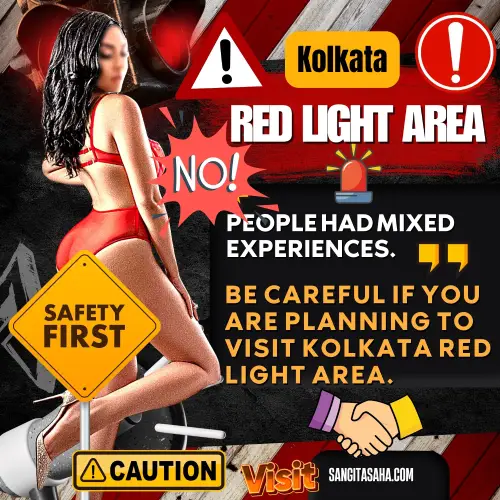 Kolkata
RED LIGHT AREA
NO!
PEOPLE HAD MIXED
EXPERIENCES.
BE CAREFUL IF YOU
ARE PLANNING TO
VISIT KOLKATA RED
LIGHT AREA.
SAFETY
FIRST
CAUTION
Visit SANGITASAHA.COM